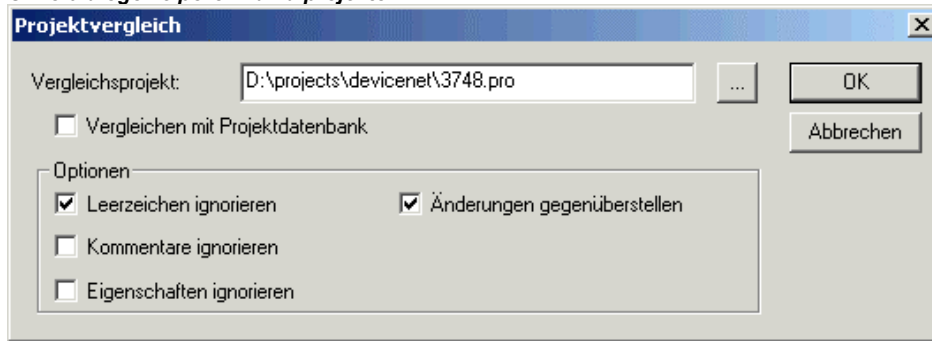 Projektvergleich
Vergleichsprojekt: D:\projects\devicenet\3748.pro ... OK
Vergleichen mit Projektdatenbank Abbrechen
Optionen
Leerzeichen ignorieren Änderungen gegenüberstellen
Kommentare ignorieren
Eigenschaften ignorieren